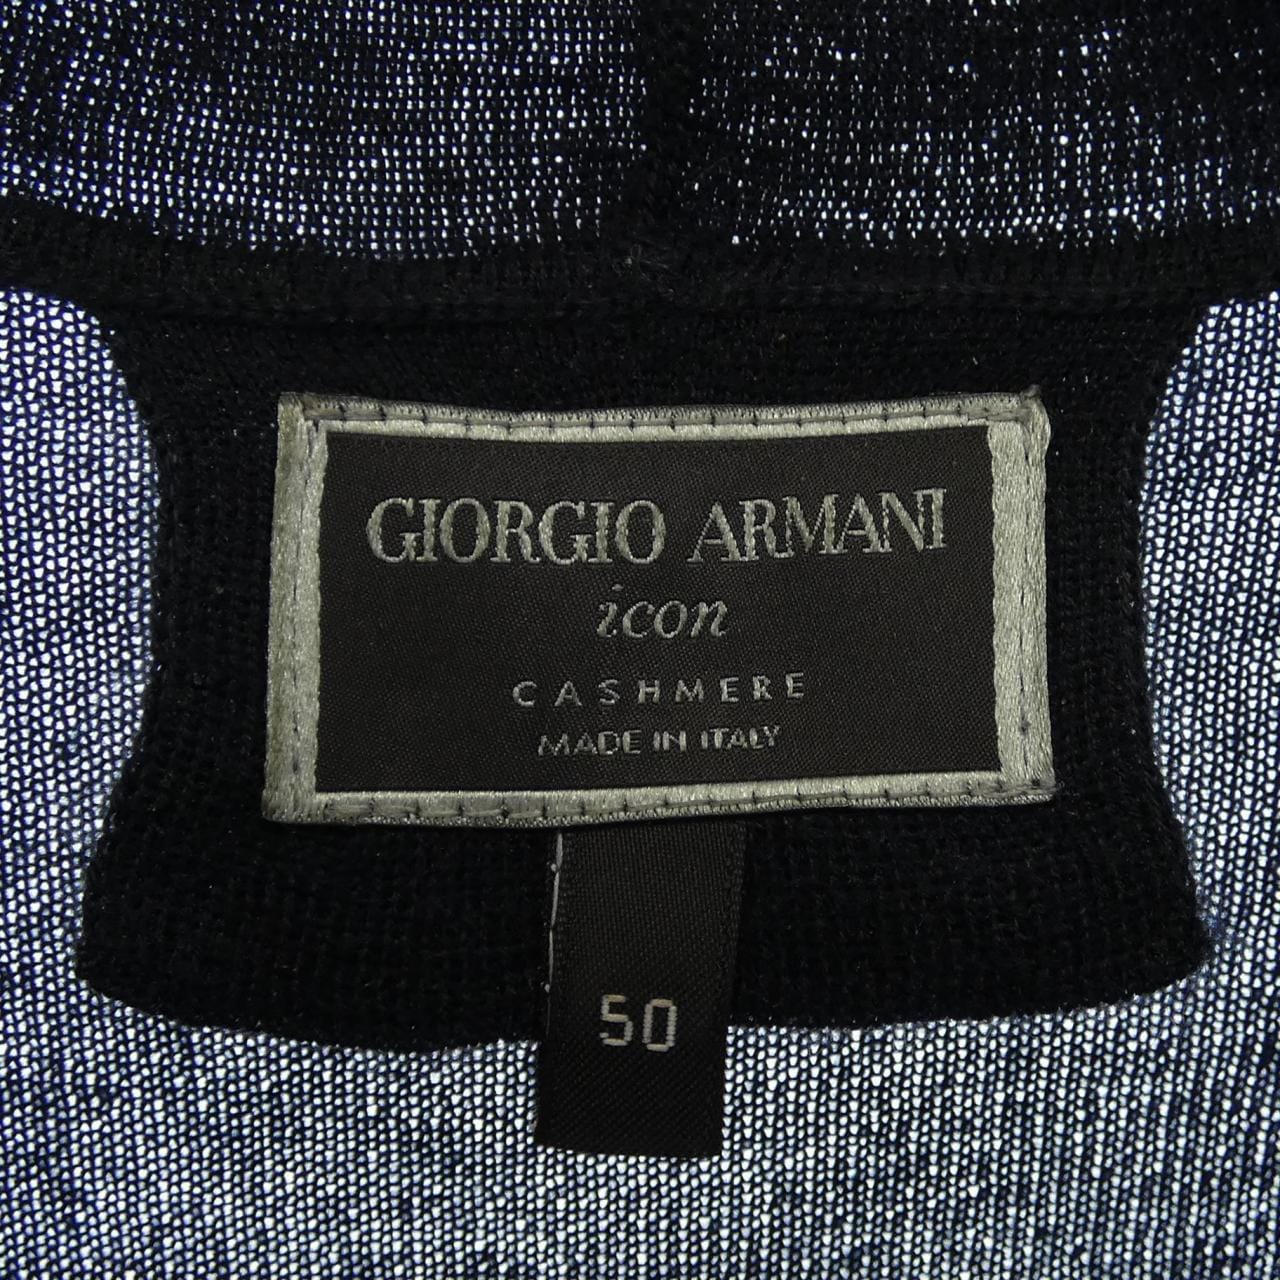 GIORGIO ARMANI
icon
CASHMERE
MADE IN ITALY
50